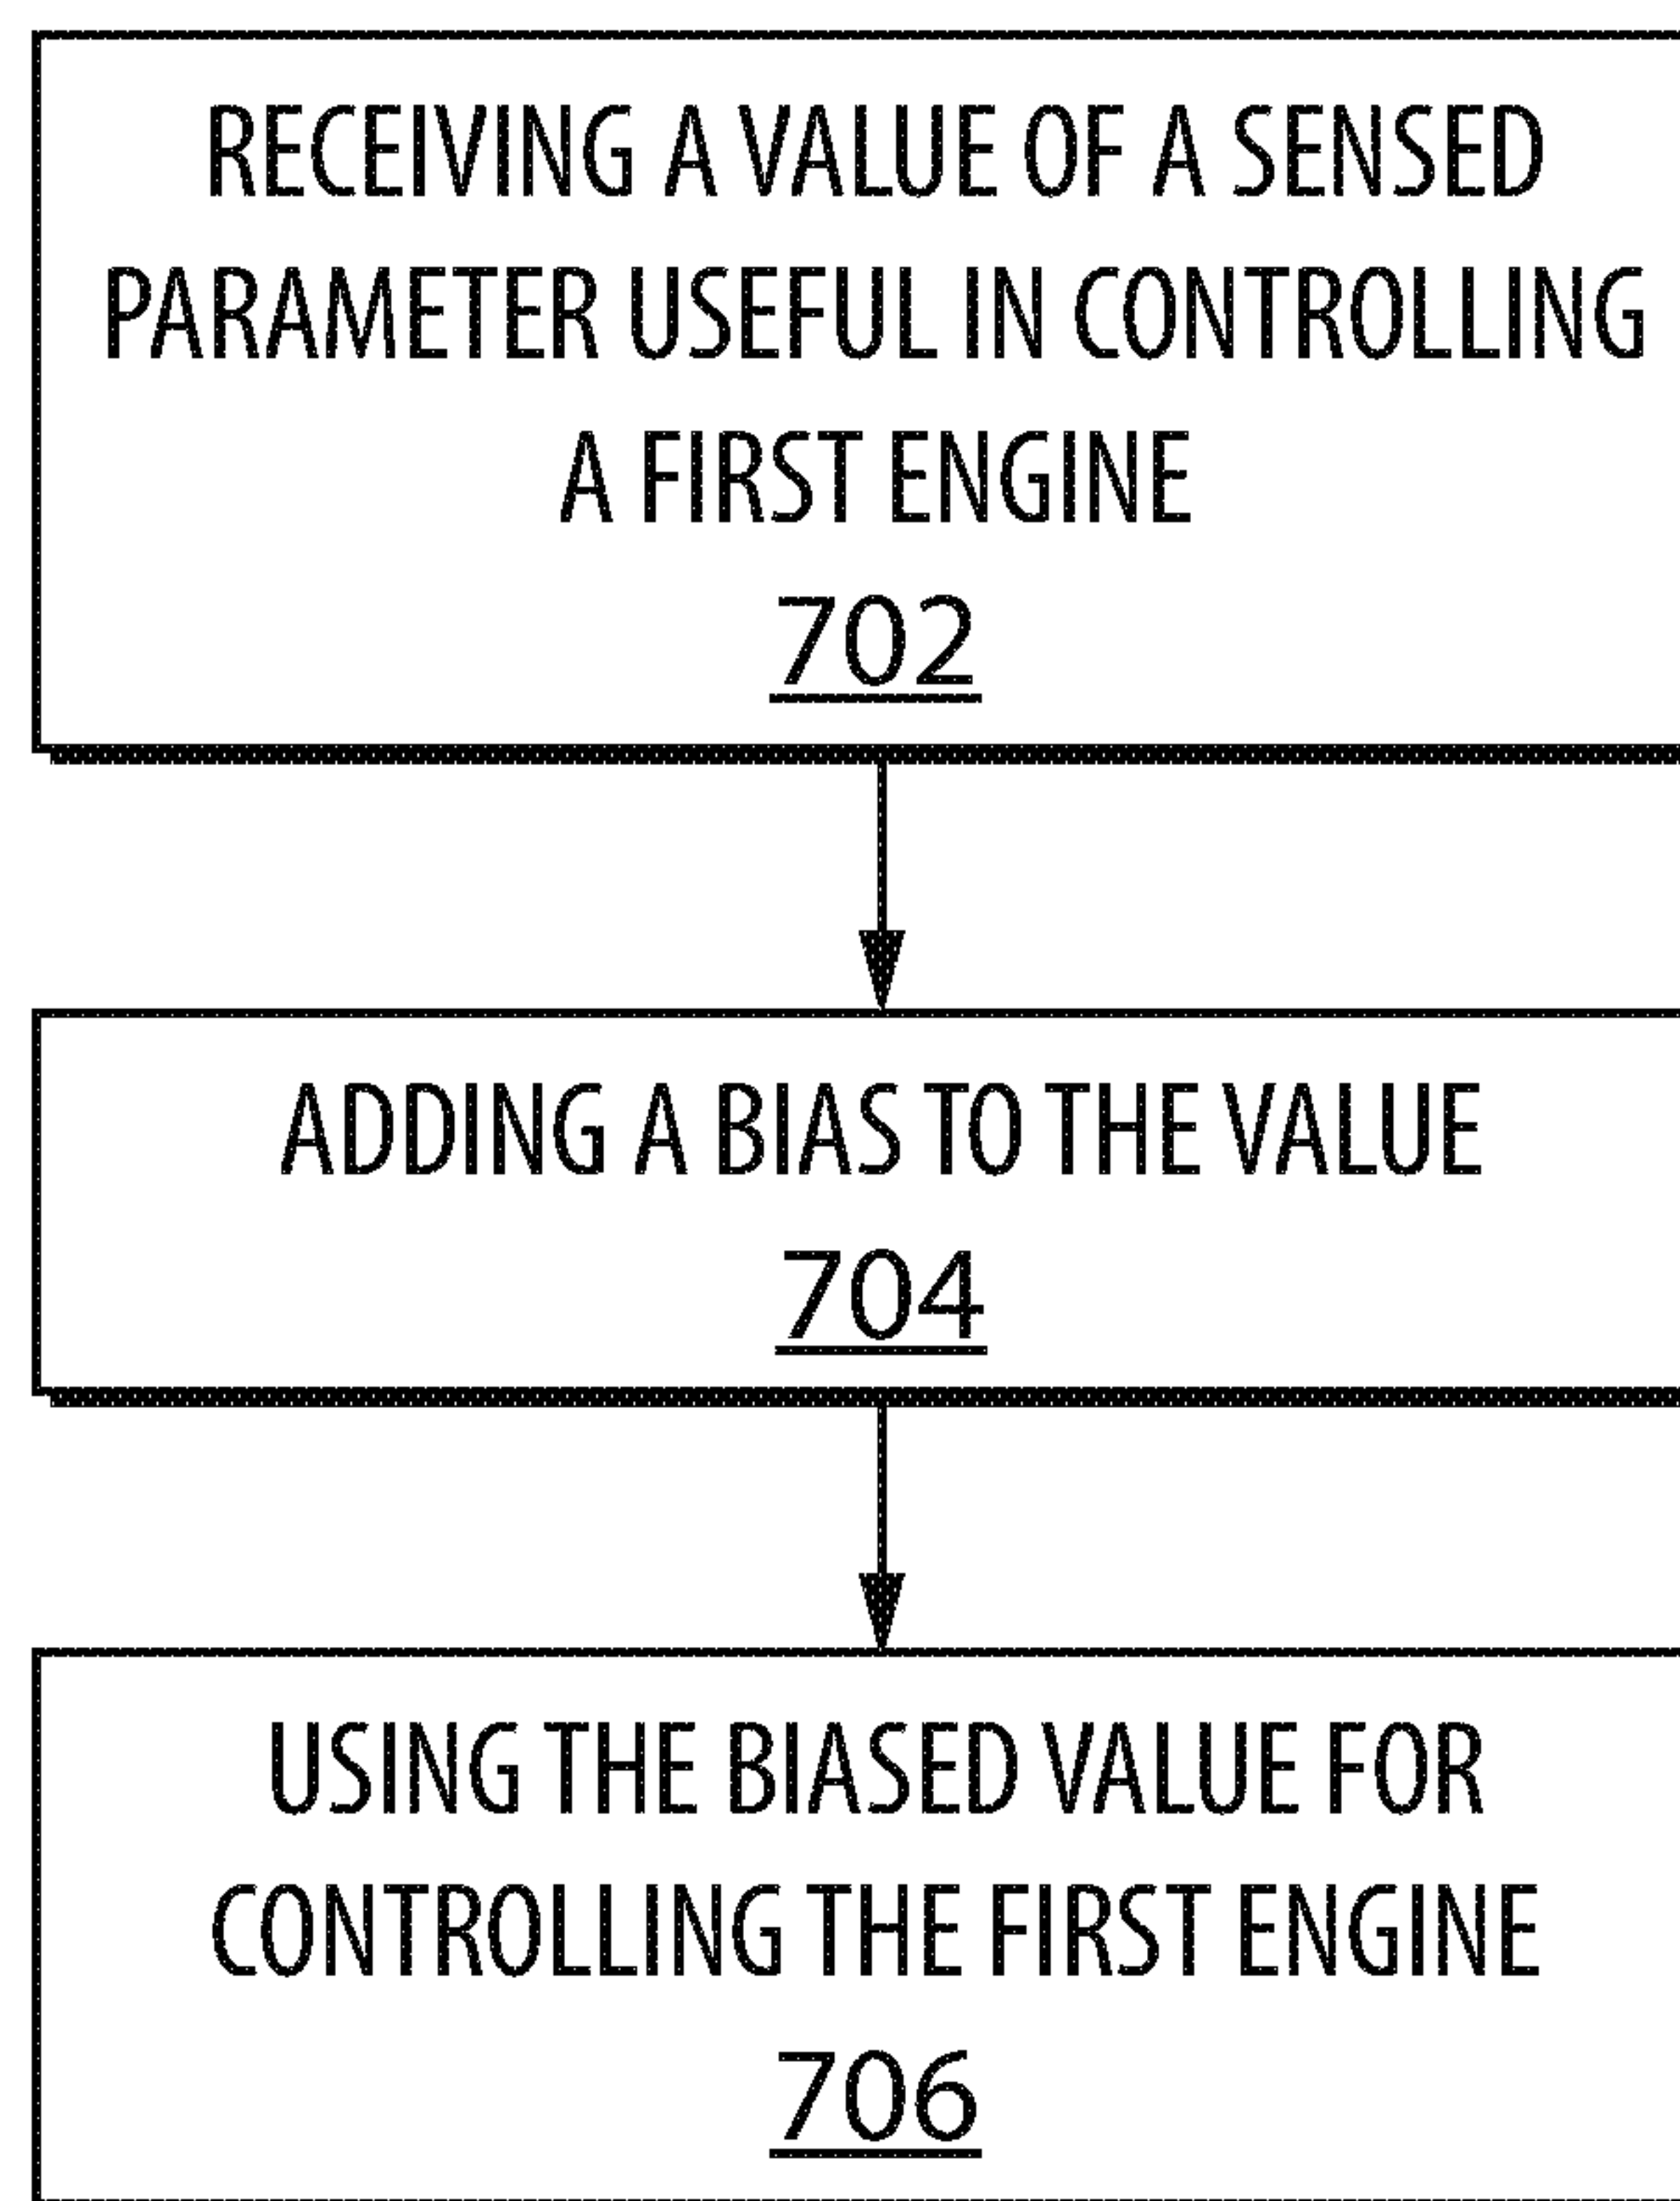 RECEIVING A VALUE OF A SENSED
PARAMETER USEFUL IN CONTROLLING
A FIRST ENGINE
702
ADDING A BIAS TO THE VALUE
704
USING THE BIASED VALUE FOR
CONTROLLING THE FIRST ENGINE
706